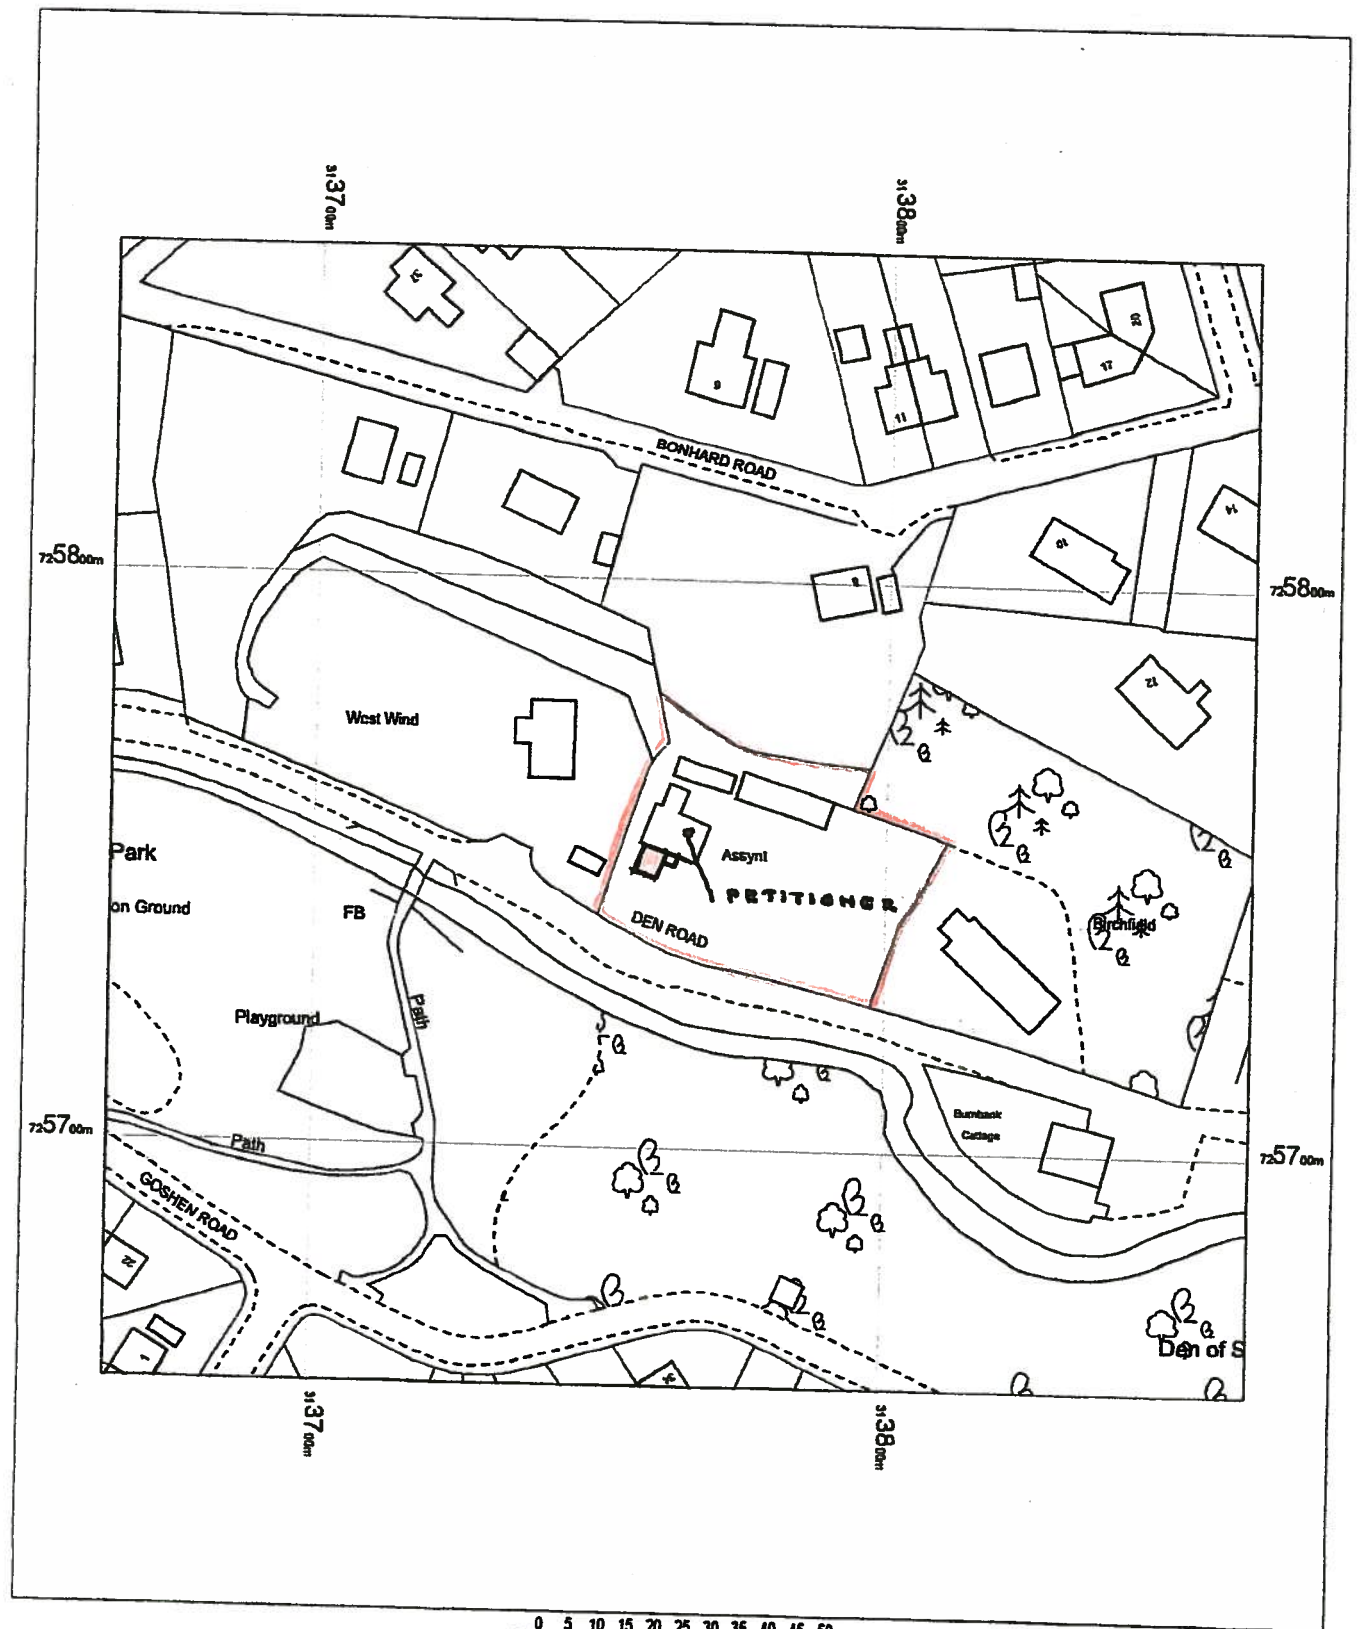 3137 00m
3138 00m
37
20
9
17
11
BONHARD ROAD
14
10
7258 00m
8
7258 00m
12
West Wind
Park
Assynt
PETITIONER
on Ground
FB
DEN ROAD
Birchfield
Path
Playground
Burnbank
Cottage
7257 00m
Path
7257 00m
GOSHEN ROAD
22
1
Den of S
3137 00m
3138 00m
0 5 10 15 20 25 30 35 40 45 50